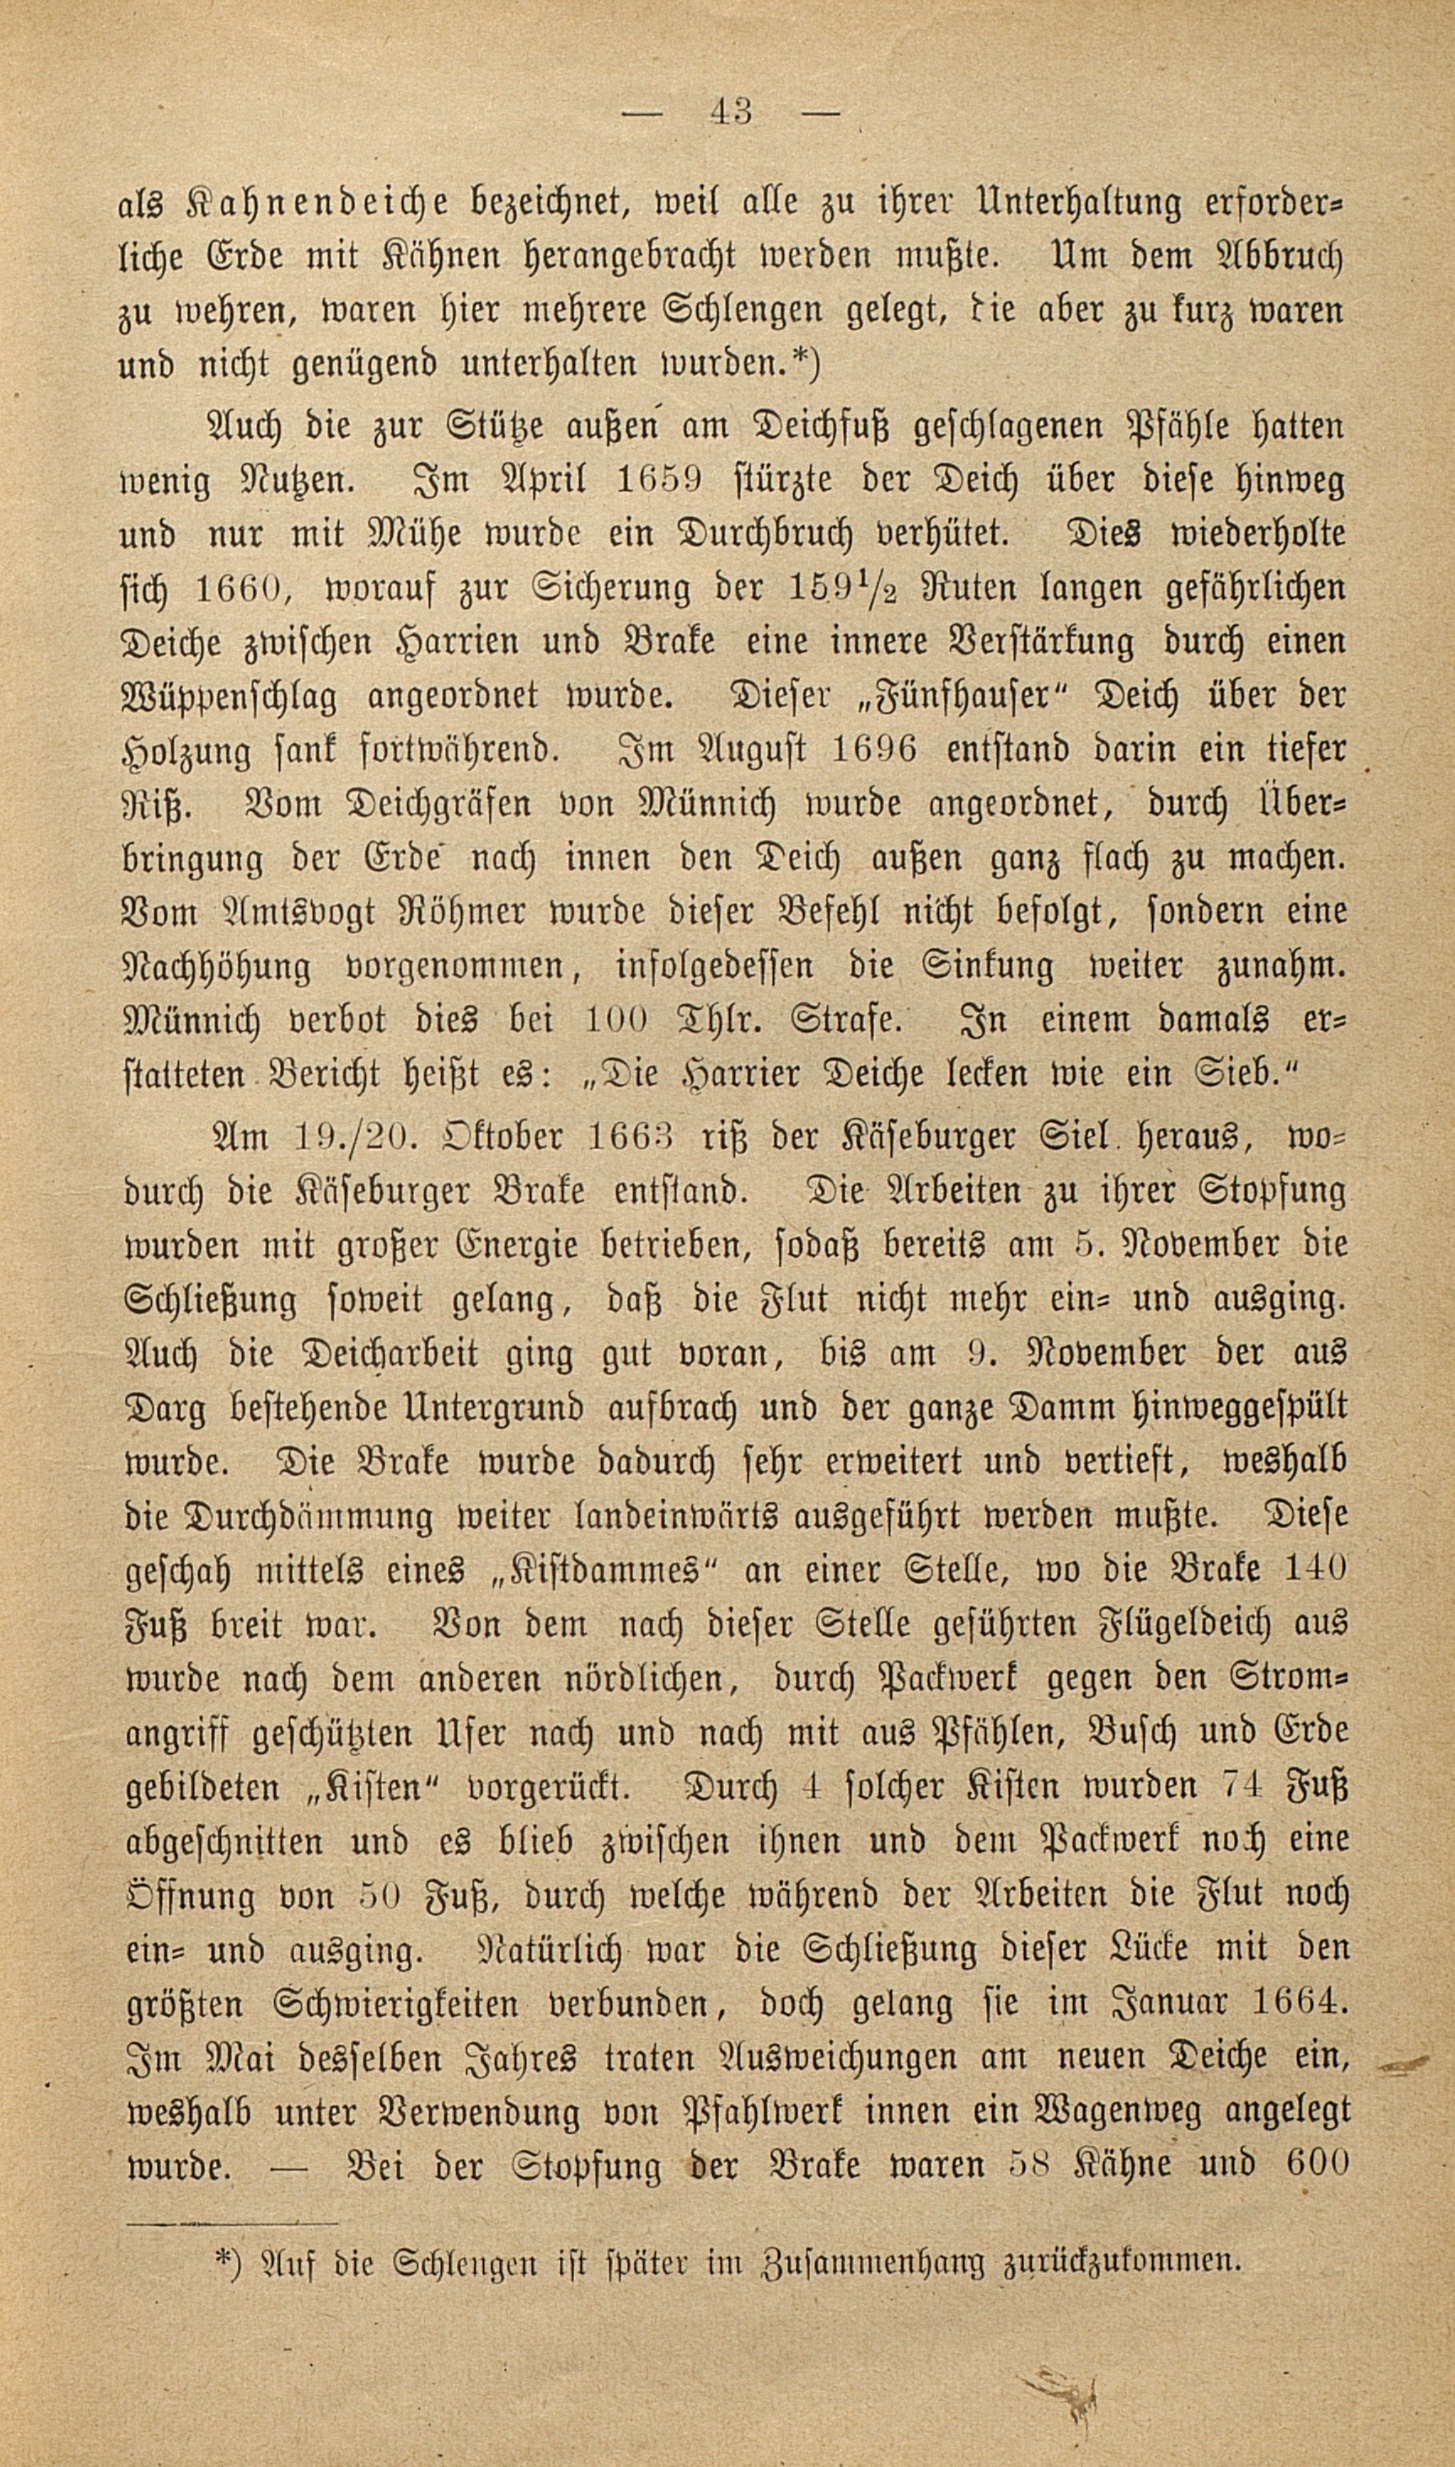 — 43 —
als Kahnendeiche bezeichnet, weil alle zu ihrer Unterhaltung erforder-
liche Erde mit Kähnen herangebracht werden mußte. Um dem Abbruch
zu wehren, waren hier mehrere Schlengen gelegt, die aber zu kurz waren
und nicht genügend unterhalten wurden.*)
Auch die zur Stütze außen am Deichfuß geschlagenen Pfähle hatten
wenig Nutzen. Im April 1659 stürzte der Deich über diese hinweg
und nur mit Mühe wurde ein Durchbruch verhütet. Dies wiederholte
sich 1660, worauf zur Sicherung der 159 1/2 Ruten langen gefährlichen
Deiche zwischen Harrien und Brake eine innere Verstärkung durch einen
Wüppenschlag angeordnet wurde. Dieser „Fünfhauser“ Deich über der
Holzung sank fortwährend. Im August 1696 entstand darin ein tiefer
Riß. Vom Deichgräfen von Münnich wurde angeordnet, durch Über-
bringung der Erde nach innen den Deich außen ganz flach zu machen.
Vom Amtsvogt Röhmer wurde dieser Befehl nicht befolgt, sondern eine
Nachhöhung vorgenommen, infolgedessen die Sinkung weiter zunahm.
Münnich verbot dies bei 100 Thlr. Strafe. In einem damals er-
statteten Bericht heißt es: „Die Harrier Deiche lecken wie ein Sieb.“
Am 19./20. Oktober 1663 riß der Käseburger Siel heraus, wo-
durch die Käseburger Brake entstand. Die Arbeiten zu ihrer Stopfung
wurden mit großer Energie betrieben, sodaß bereits am 5. November die
Schließung soweit gelang, daß die Flut nicht mehr ein- und ausging.
Auch die Deicharbeit ging gut voran, bis am 9. November der aus
Darg bestehende Untergrund aufbrach und der ganze Damm hinweggespült
wurde. Die Brake wurde dadurch sehr erweitert und vertieft, weshalb
die Durchdämmung weiter landeinwärts ausgeführt werden mußte. Diese
geschah mittels eines „Kistdammes“ an einer Stelle, wo die Brake 140
Fuß breit war. Von dem nach dieser Stelle geführten Flügeldeich aus
wurde nach dem anderen nördlichen, durch Packwerk gegen den Strom-
angriff geschützten Ufer nach und nach mit aus Pfählen, Busch und Erde
gebildeten „Kisten“ vorgerückt. Durch 4 solcher Kisten wurden 74 Fuß
abgeschnitten und es blieb zwischen ihnen und dem Packwerk noch eine
Öffnung von 50 Fuß, durch welche während der Arbeiten die Flut noch
ein- und ausging. Natürlich war die Schließung dieser Lücke mit den
größten Schwierigkeiten verbunden, doch gelang sie im Januar 1664.
Im Mai desselben Jahres traten Ausweichungen am neuen Deiche ein,
weshalb unter Verwendung von Pfahlwerk innen ein Wagenweg angelegt
wurde. — Bei der Stopfung der Brake waren 58 Kähne und 600
*) Auf die Schlengen ist später im Zusammenhang zurückzukommen.